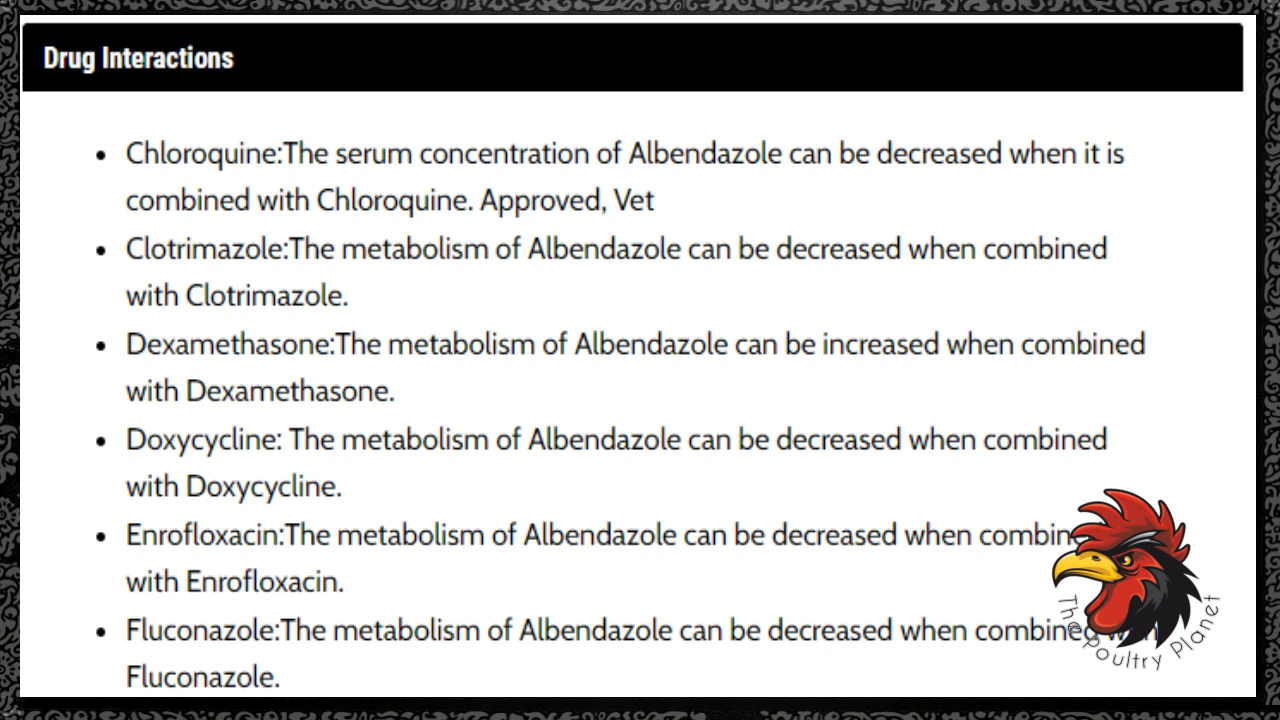 Drug Interactions
• Chloroquine:The serum concentration of Albendazole can be decreased when it is
combined with Chloroquine. Approved, Vet
• Clotrimazole:The metabolism of Albendazole can be decreased when combined
with Clotrimazole.
• Dexamethasone:The metabolism of Albendazole can be increased when combined
with Dexamethasone.
• Doxycycline: The metabolism of Albendazole can be decreased when combined
with Doxycycline.
• Enrofloxacin:The metabolism of Albendazole can be decreased when combined
with Enrofloxacin.
• Fluconazole:The metabolism of Albendazole can be decreased when combined with
Fluconazole.
The Poultry Planet